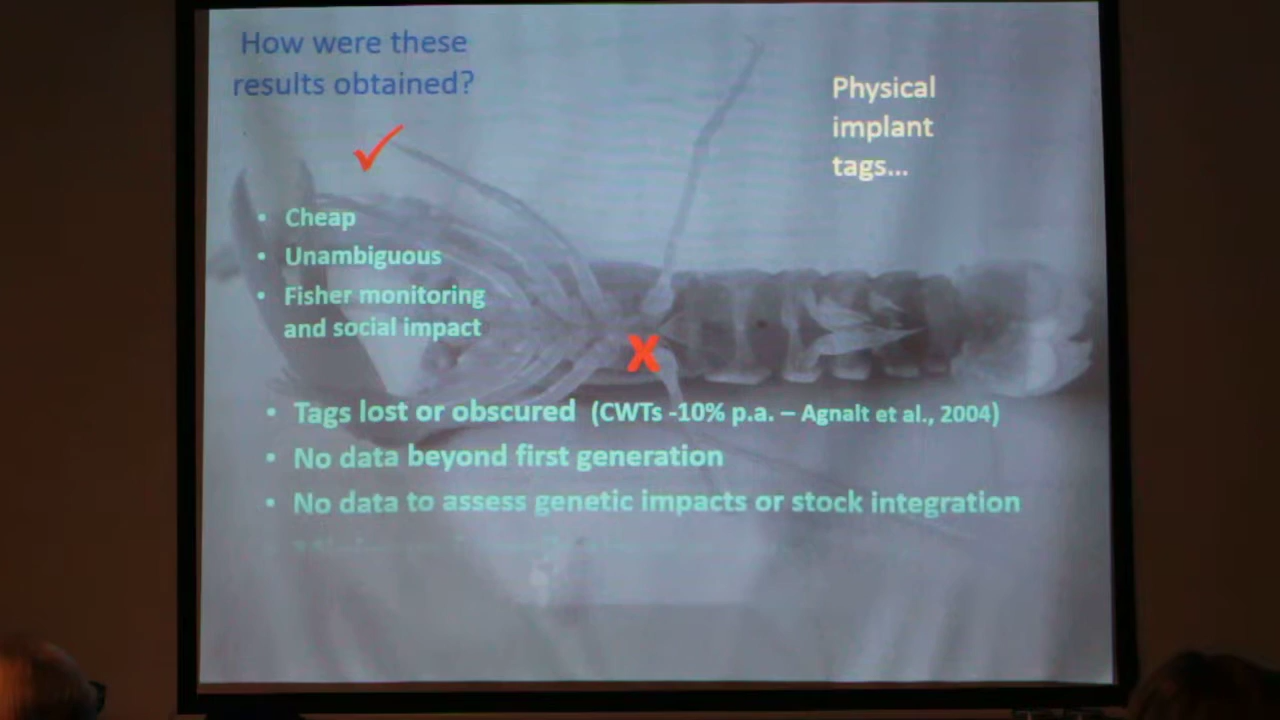 How were these
results obtained?
Physical
implant
tags...
✓
• Cheap
• Unambiguous
• Fisher monitoring
and social impact
X
• Tags lost or obscured (CWTs -10% p.a. – Agnalt et al., 2004)
• No data beyond first generation
• No data to assess genetic impacts or stock integration